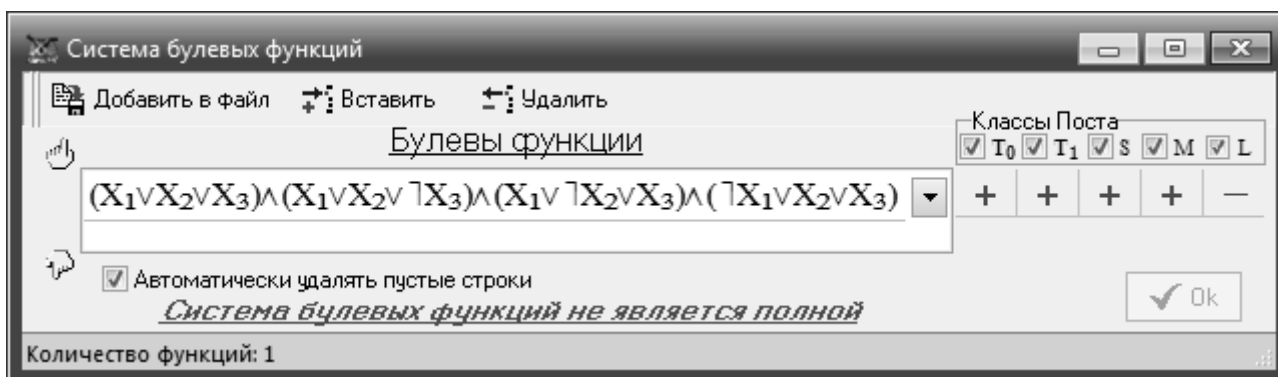 Система булевых функций
Добавить в файл Вставить Удалить
Булевы функции
Классы Поста
T₀ T₁ S M L
(X₁∨X₂∨X₃)∧(X₁∨X₂∨ ˥X₃)∧(X₁∨ ˥X₂∨X₃)∧( ˥X₁∨X₂∨X₃) + + + + −
Автоматически удалять пустые строки
Система булевых функций не является полной
Ok
Количество функций: 1